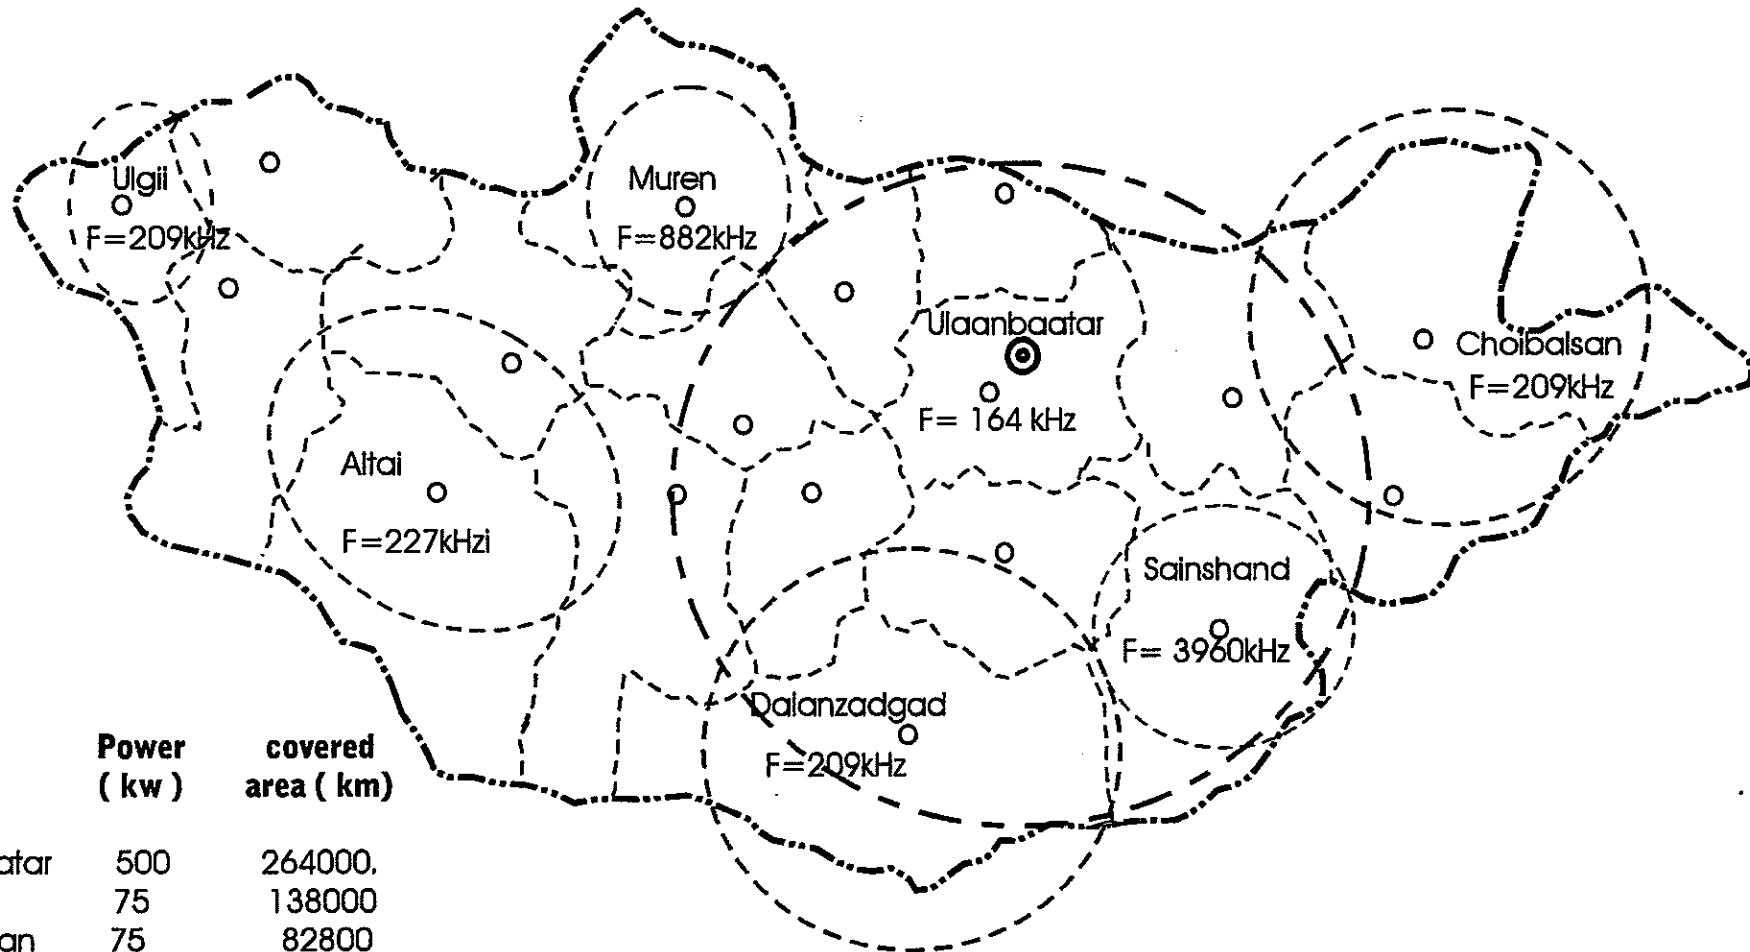 Ulgii
F=209kHz
Muren
F=882kHz
Ulaanbaatar
F= 164 kHz
Choibalsan
F=209kHz
Altai
F=227kHzi
Sainshand
F= 3960kHz
Dalanzadgad
F=209kHz
Power covered
( kw ) area ( km)
atar 500 264000.
75 138000
an 75 82800